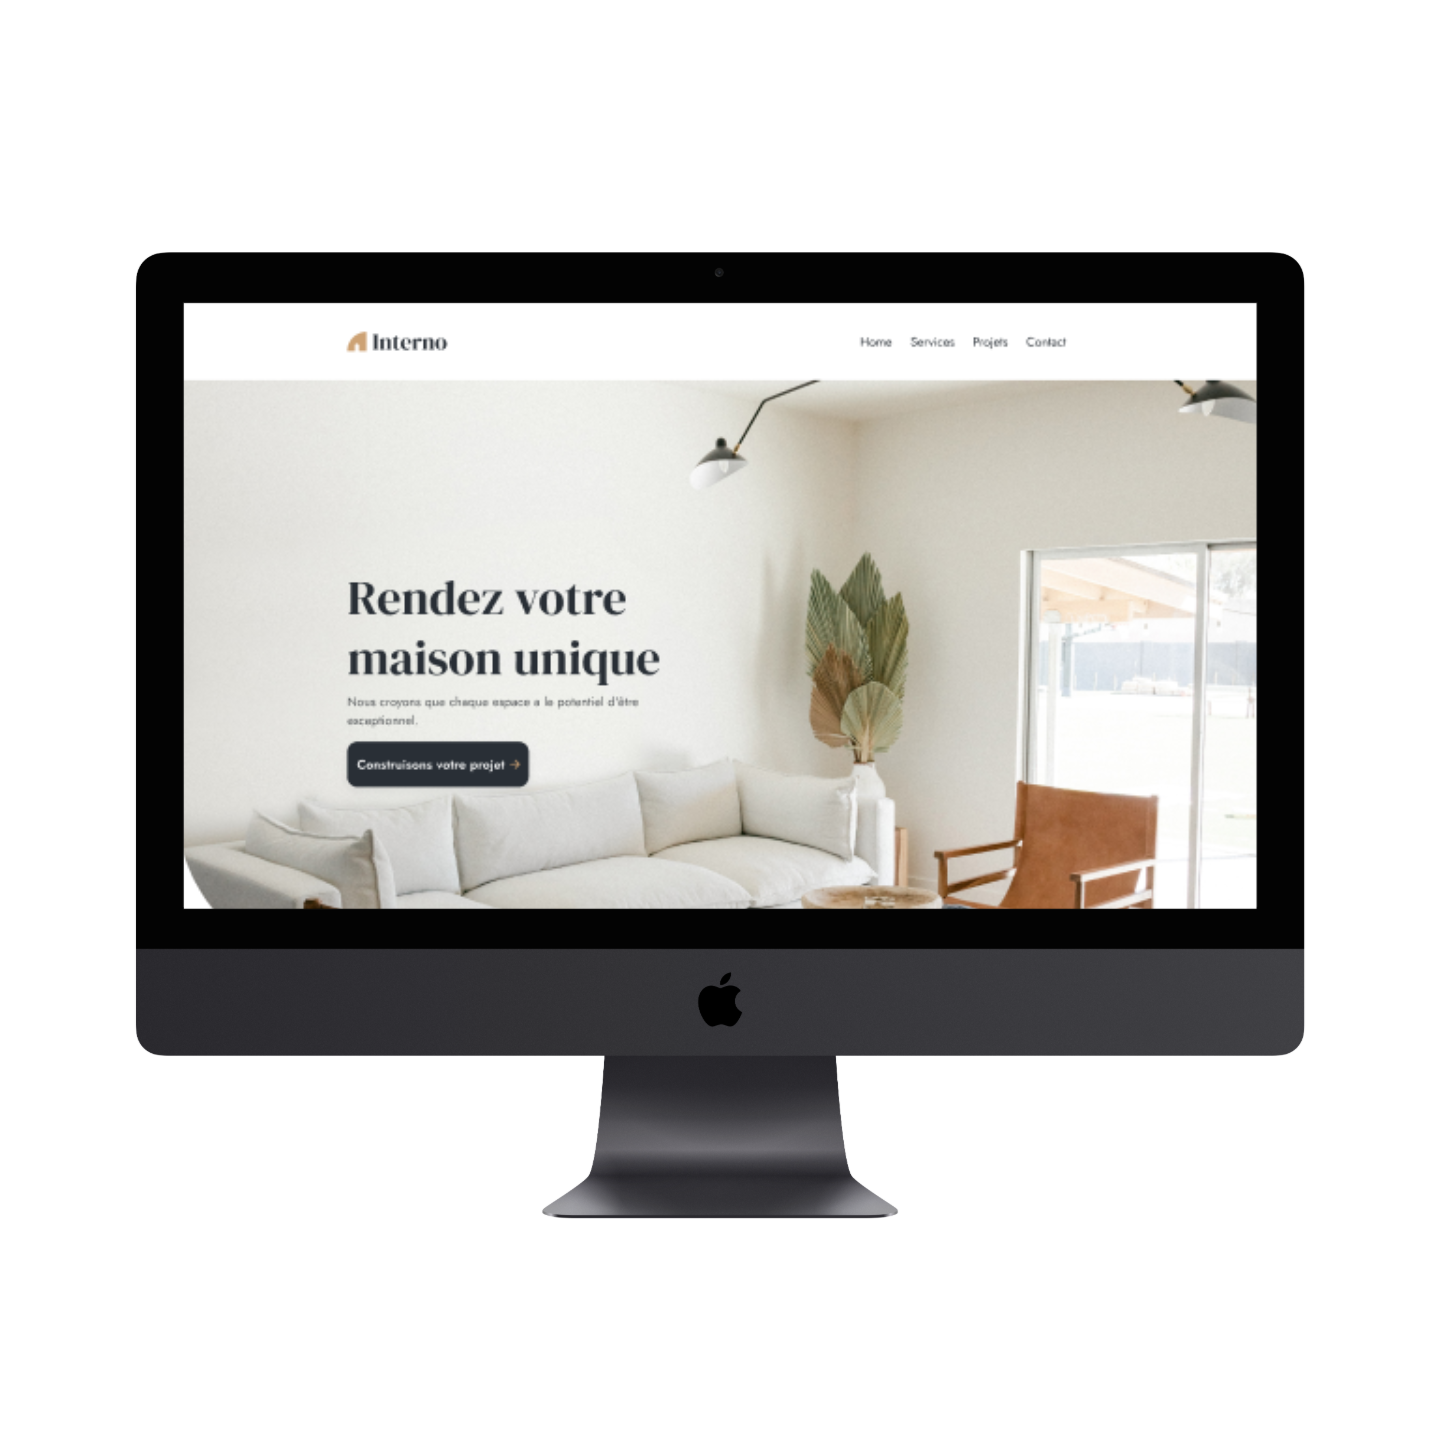 Interno
Home Services Projets Contact
Rendez votre
maison unique
Nous croyons que chaque espace a le potentiel d'être
exceptionnel.
Construisons votre projet →